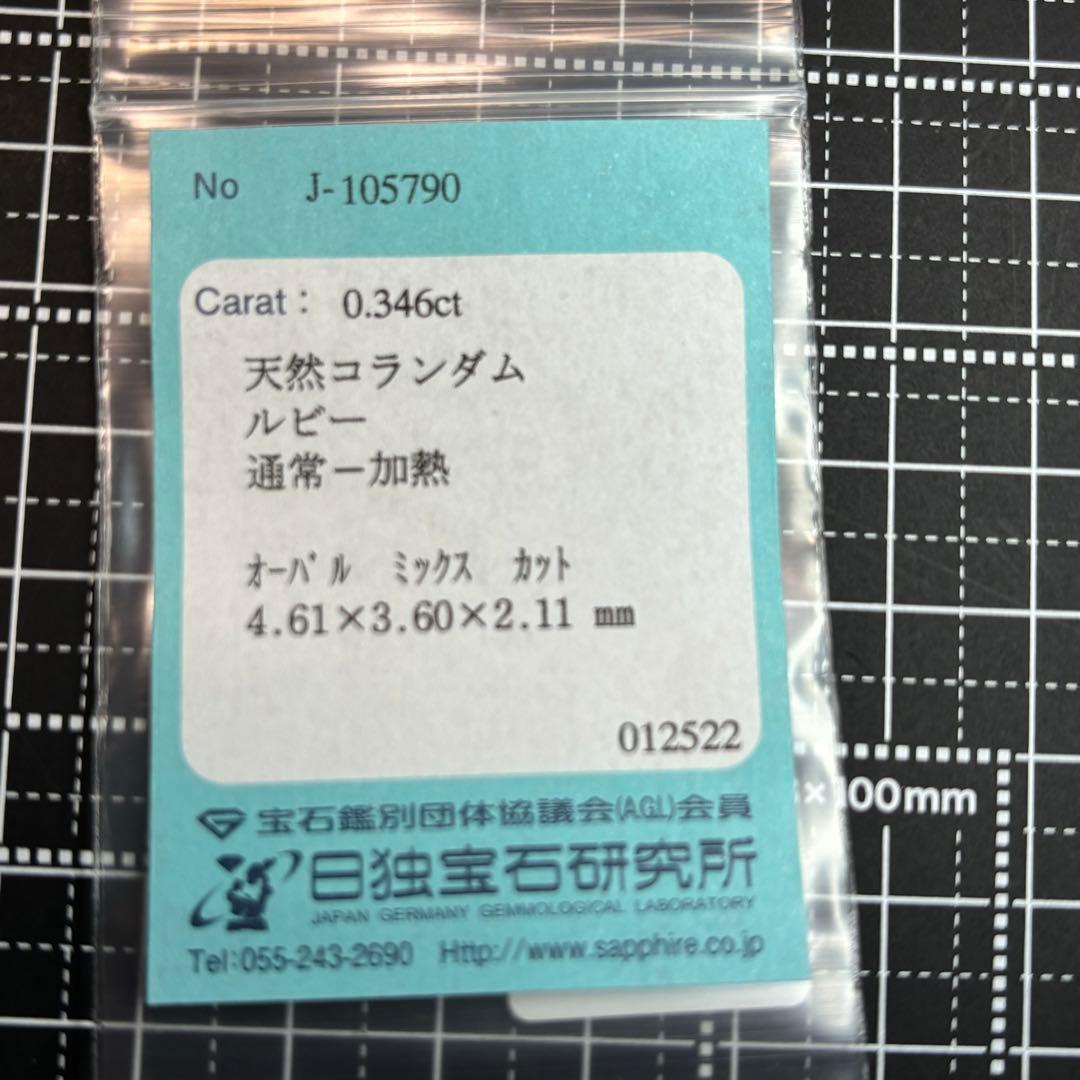 No J-105790
Carat： 0.346ct
天然コランダム
ルビー
通常ー加熱
ｵｰﾊﾞﾙ ﾐｯｸｽ ｶｯﾄ
4.61×3.60×2.11 ㎜
012522
宝石鑑別団体協議会(AGL)会員
日独宝石研究所
JAPAN GERMANY GEMMOLOGICAL LABORATORY
Tel:055-243-2690 Http://www.sapphire.co.jp
×100mm